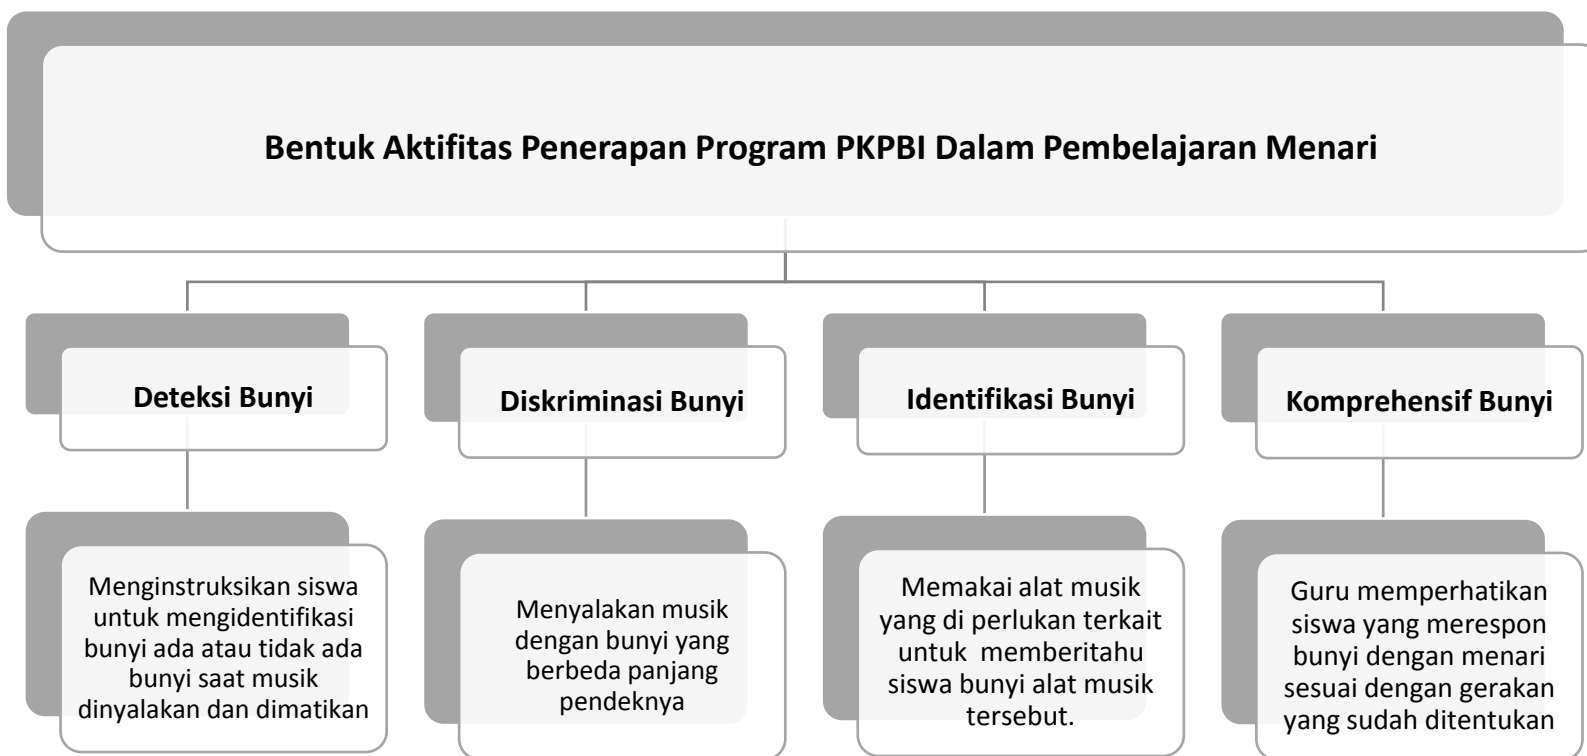 Bentuk Aktifitas Penerapan Program PKPBI Dalam Pembelajaran Menari
Deteksi Bunyi
Diskriminasi Bunyi
Identifikasi Bunyi
Komprehensif Bunyi
Menginstruksikan siswa
untuk mengidentifikasi
bunyi ada atau tidak ada
bunyi saat musik
dinyalakan dan dimatikan
Menyalakan musik
dengan bunyi yang
berbeda panjang
pendeknya
Memakai alat musik
yang di perlukan terkait
untuk memberitahu
siswa bunyi alat musik
tersebut.
Guru memperhatikan
siswa yang merespon
bunyi dengan menari
sesuai dengan gerakan
yang sudah ditentukan